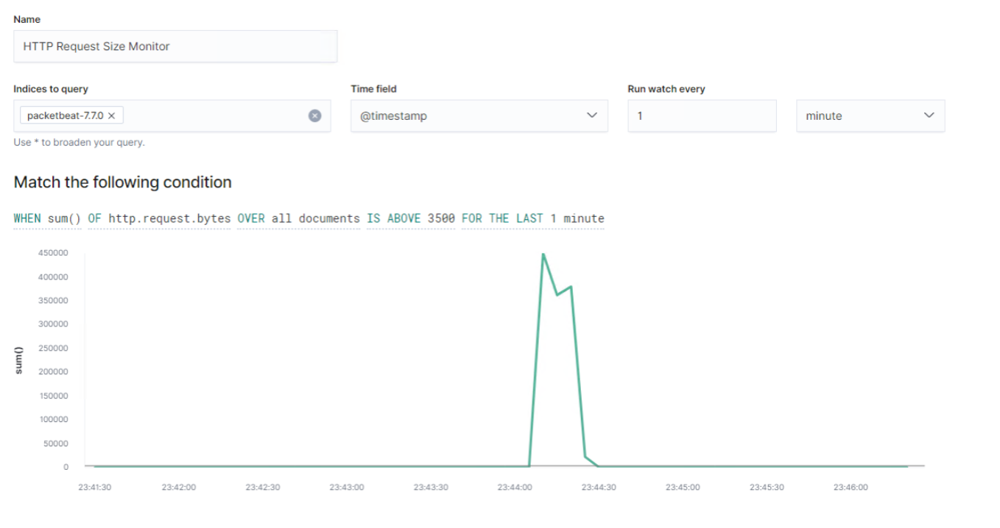 Name
HTTP Request Size Monitor
Indices to query
Time field
Run watch every
packetbeat-7.7.0 ×
@timestamp
1
minute
Use * to broaden your query.
Match the following condition
WHEN sum() OF http.request.bytes OVER all documents IS ABOVE 3500 FOR THE LAST 1 minute
450000
400000
350000
300000
250000
200000
150000
100000
50000
0
sum()
23:41:30 23:42:00 23:42:30 23:43:00 23:43:30 23:44:00 23:44:30 23:45:00 23:45:30 23:46:00